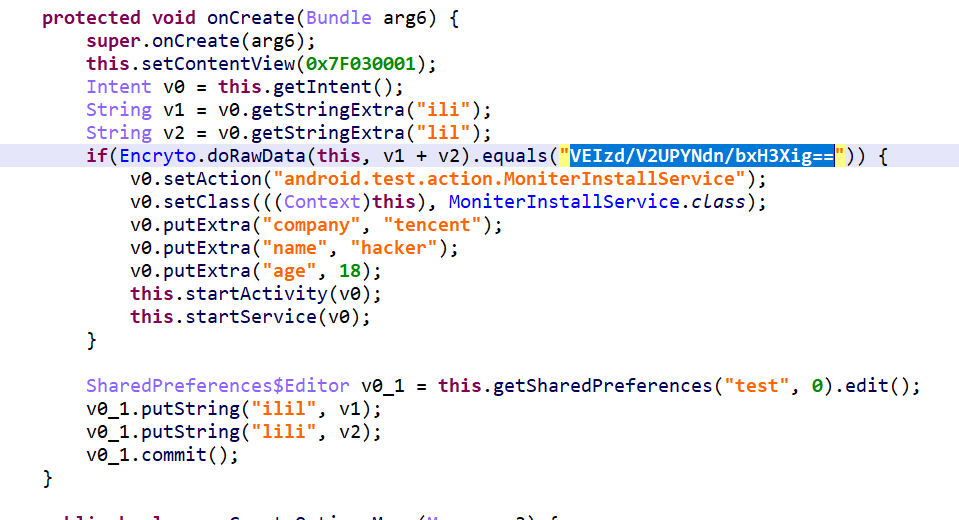 protected void onCreate(Bundle arg6) {
super.onCreate(arg6);
this.setContentView(0x7F030001);
Intent v0 = this.getIntent();
String v1 = v0.getStringExtra("ili");
String v2 = v0.getStringExtra("lil");
if(Encryto.doRawData(this, v1 + v2).equals("VEIzd/V2UPYNdn/bxH3Xig==")) {
v0.setAction("android.test.action.MoniterInstallService");
v0.setClass(((Context)this), MoniterInstallService.class);
v0.putExtra("company", "tencent");
v0.putExtra("name", "hacker");
v0.putExtra("age", 18);
this.startActivity(v0);
this.startService(v0);
}
SharedPreferences$Editor v0_1 = this.getSharedPreferences("test", 0).edit();
v0_1.putString("ilil", v1);
v0_1.putString("lili", v2);
v0_1.commit();
}